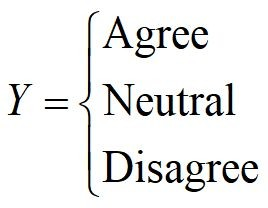 Agree
Y = { Neutral
Disagree